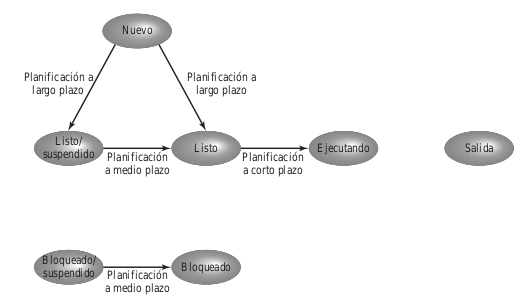 Nuevo
Planificación a
largo plazo
Planificación a
largo plazo
Listo/
suspendido
Planificación
a medio plazo
Listo
Planificación
a corto plazo
Ejecutando
Salida
Bloqueado/
suspendido
Planificación
a medio plazo
Bloqueado